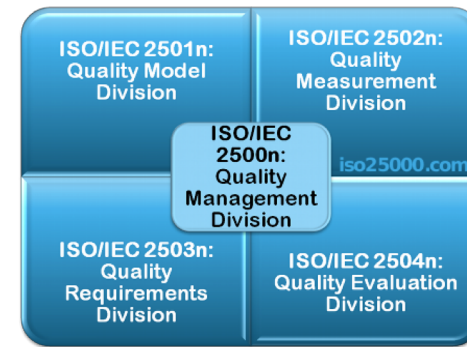 ISO/IEC 2501n:
Quality Model
Division
ISO/IEC 2502n:
Quality
Measurement
Division
ISO/IEC
2500n:
Quality
Management
Division
iso25000.com
ISO/IEC 2503n:
Quality
Requirements
Division
ISO/IEC 2504n:
Quality Evaluation
Division